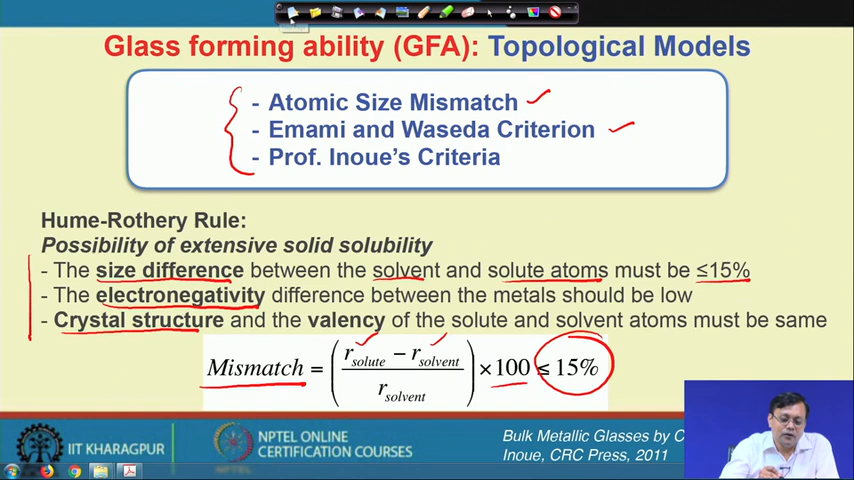 Glass forming ability (GFA): Topological Models
- Atomic Size Mismatch
- Emami and Waseda Criterion
- Prof. Inoue's Criteria
Hume-Rothery Rule:
Possibility of extensive solid solubility
- The size difference between the solvent and solute atoms must be ≤15%
- The electronegativity difference between the metals should be low
- Crystal structure and the valency of the solute and solvent atoms must be same
Mismatch = ( r solute − r solvent / r solvent ) × 100 ≤ 15%
IIT KHARAGPUR
NPTEL ONLINE
CERTIFICATION COURSES
Bulk Metallic Glasses by C
Inoue, CRC Press, 2011